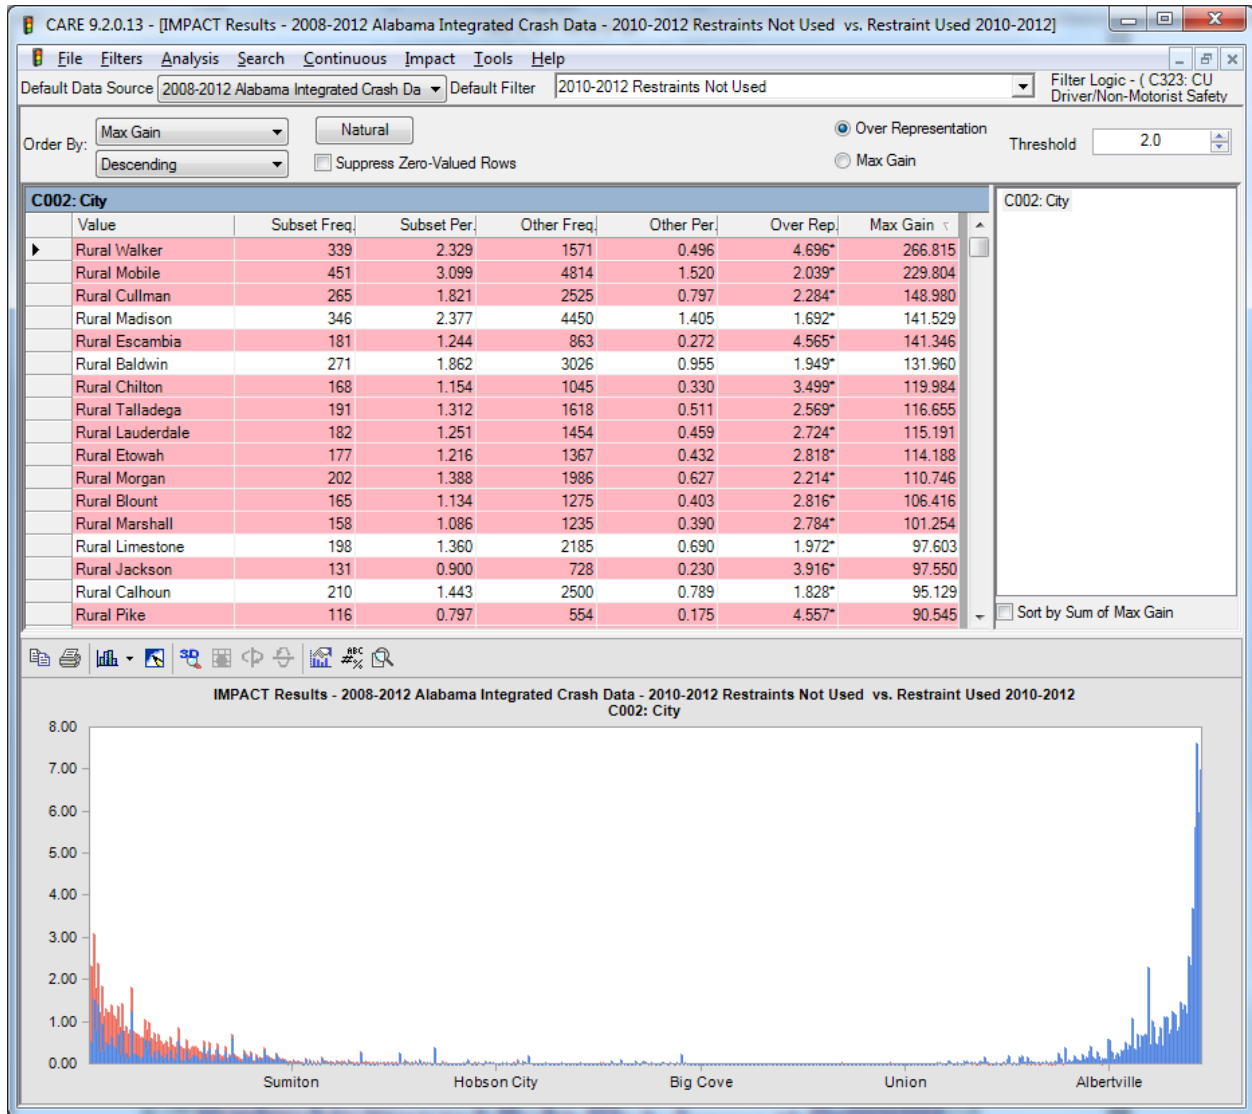 CARE 9.2.0.13 - [IMPACT Results - 2008-2012 Alabama Integrated Crash Data - 2010-2012 Restraints Not Used vs. Restraint Used 2010-2012]
File Filters Analysis Search Continuous Impact Tools Help
Default Data Source 2008-2012 Alabama Integrated Crash Da Default Filter 2010-2012 Restraints Not Used Filter Logic - ( C323: CU
Driver/Non-Motorist Safety
Order By: Max Gain Natural Over Representation Threshold 2.0
Descending Suppress Zero-Valued Rows Max Gain
C002: City C002: City
Value Subset Freq. Subset Per. Other Freq. Other Per. Over Rep. Max Gain
Rural Walker 339 2.329 1571 0.496 4.696* 266.815
Rural Mobile 451 3.099 4814 1.520 2.039* 229.804
Rural Cullman 265 1.821 2525 0.797 2.284* 148.980
Rural Madison 346 2.377 4450 1.405 1.692* 141.529
Rural Escambia 181 1.244 863 0.272 4.565* 141.346
Rural Baldwin 271 1.862 3026 0.955 1.949* 131.960
Rural Chilton 168 1.154 1045 0.330 3.499* 119.984
Rural Talladega 191 1.312 1618 0.511 2.569* 116.655
Rural Lauderdale 182 1.251 1454 0.459 2.724* 115.191
Rural Etowah 177 1.216 1367 0.432 2.818* 114.188
Rural Morgan 202 1.388 1986 0.627 2.214* 110.746
Rural Blount 165 1.134 1275 0.403 2.816* 106.416
Rural Marshall 158 1.086 1235 0.390 2.784* 101.254
Rural Limestone 198 1.360 2185 0.690 1.972* 97.603
Rural Jackson 131 0.900 728 0.230 3.916* 97.550
Rural Calhoun 210 1.443 2500 0.789 1.828* 95.129
Rural Pike 116 0.797 554 0.175 4.557* 90.545
Sort by Sum of Max Gain
3D ABC #%
IMPACT Results - 2008-2012 Alabama Integrated Crash Data - 2010-2012 Restraints Not Used vs. Restraint Used 2010-2012
C002: City
8.00
7.00
6.00
5.00
4.00
3.00
2.00
1.00
0.00
Sumiton Hobson City Big Cove Union Albertville